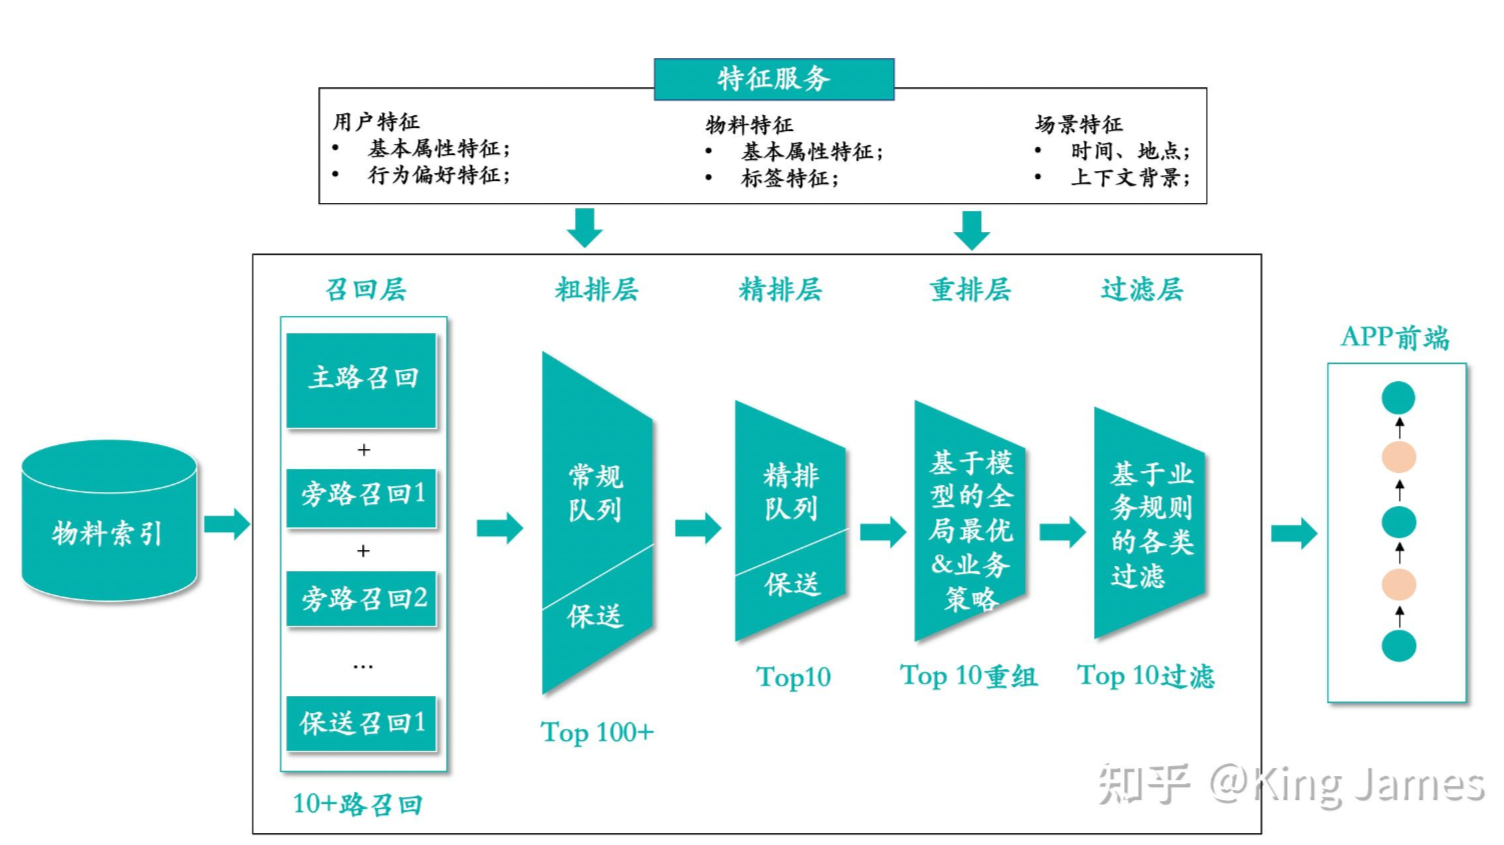 特征服务
用户特征
• 基本属性特征；
• 行为偏好特征；
物料特征
• 基本属性特征；
• 标签特征；
场景特征
• 时间、地点；
• 上下文背景；
召回层
粗排层
精排层
重排层
过滤层
APP前端
物料索引
主路召回
+
旁路召回1
+
旁路召回2
...
保送召回1
10+路召回
常规
队列
保送
Top 100+
精排
队列
保送
Top10
基于模
型的全
局最优
&业务
策略
Top 10重组
基于业
务规则
的各类
过滤
Top 10过滤
知乎 @King James